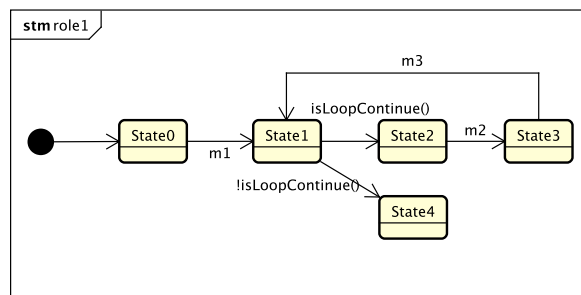 stm role1
m3
isLoopContinue()
State0
State1
State2
m2
State3
m1
!isLoopContinue()
State4